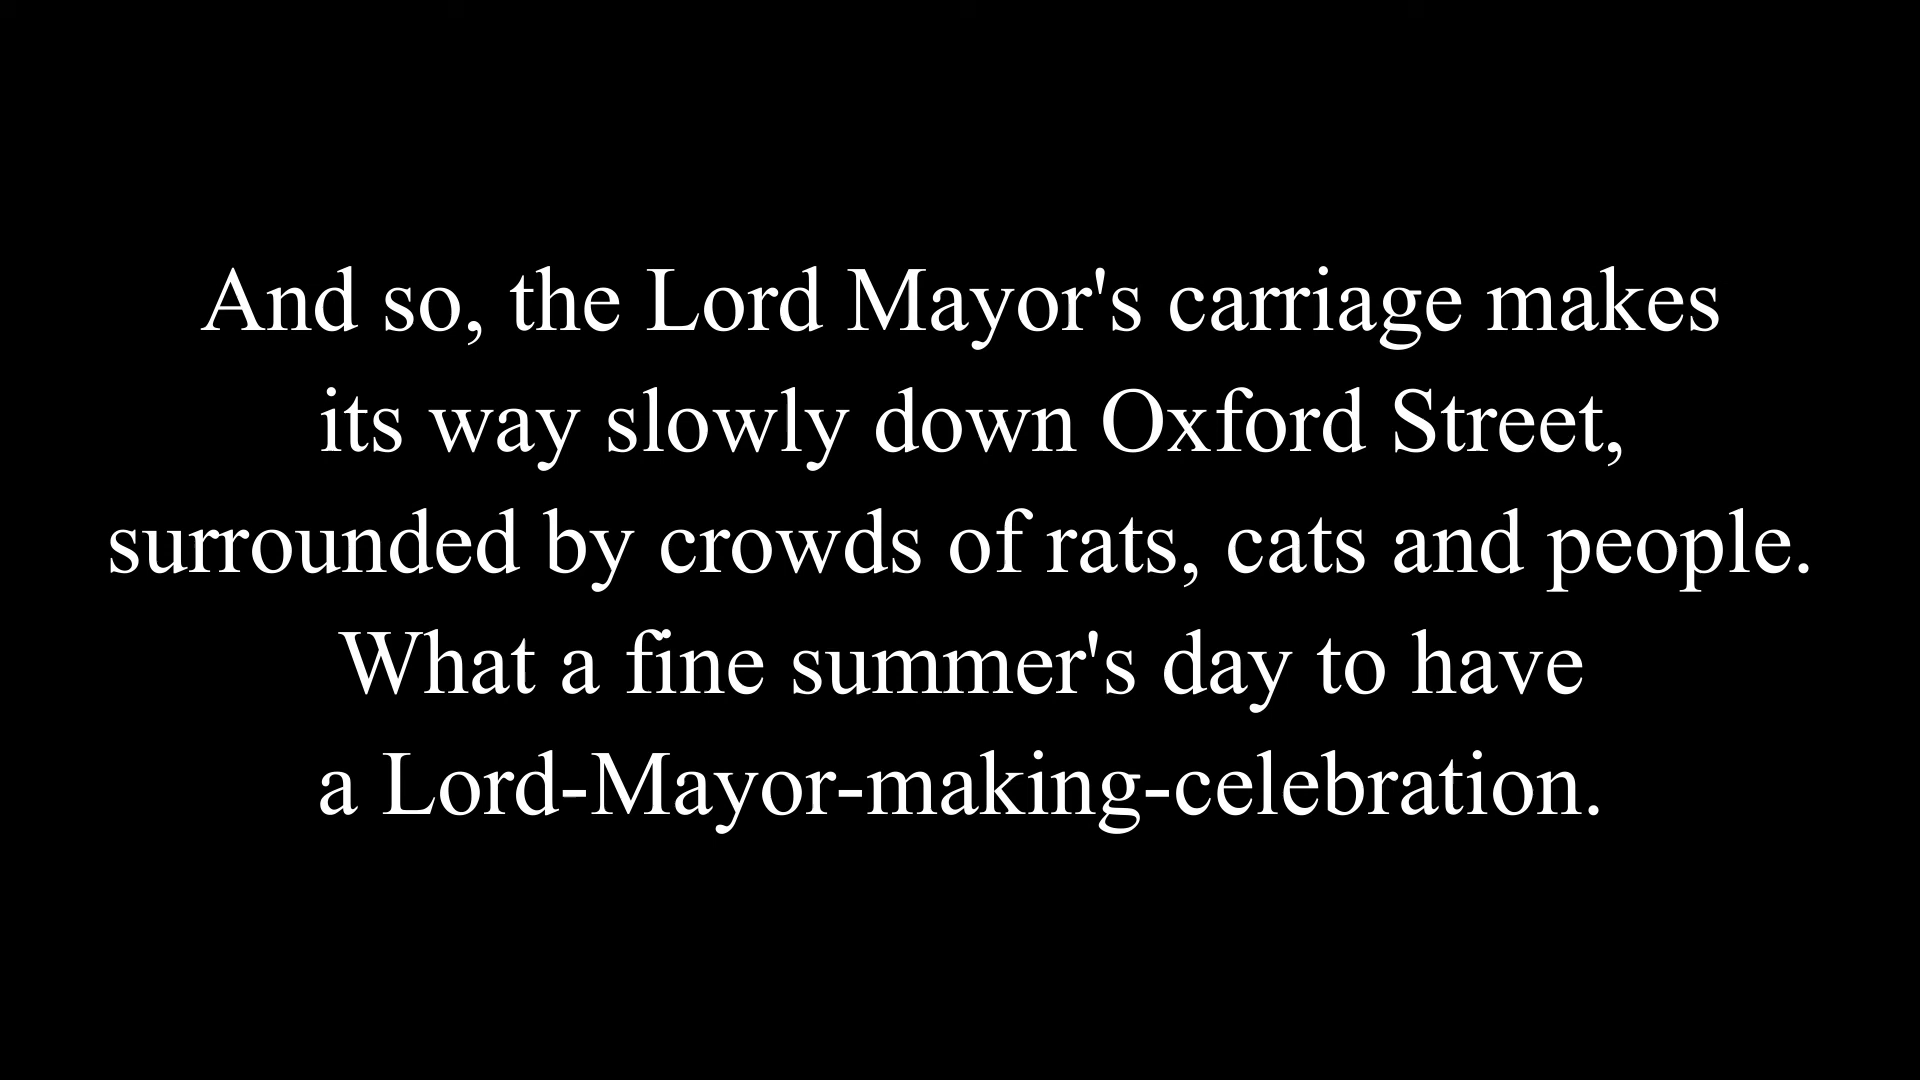 And so, the Lord Mayor's carriage makes
its way slowly down Oxford Street,
surrounded by crowds of rats, cats and people.
What a fine summer's day to have
a Lord-Mayor-making-celebration.